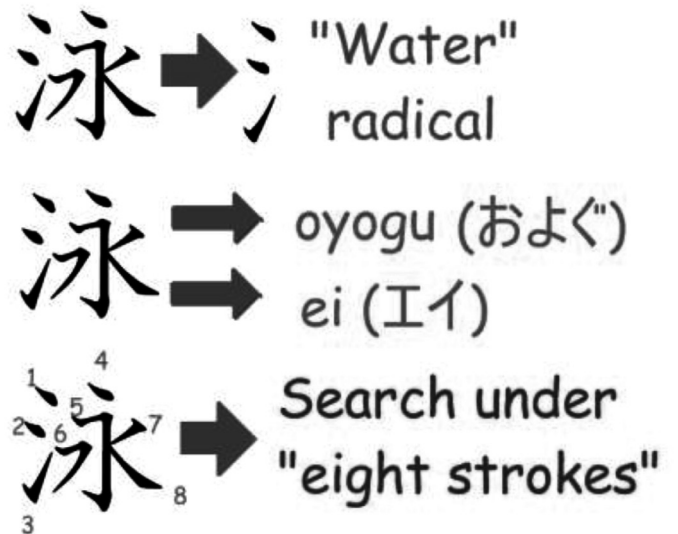 泳 氵 "Water"
radical
泳 oyogu (およぐ)
ei (エイ)
泳 1 2 3 4 5 6 7 8 Search under
"eight strokes"